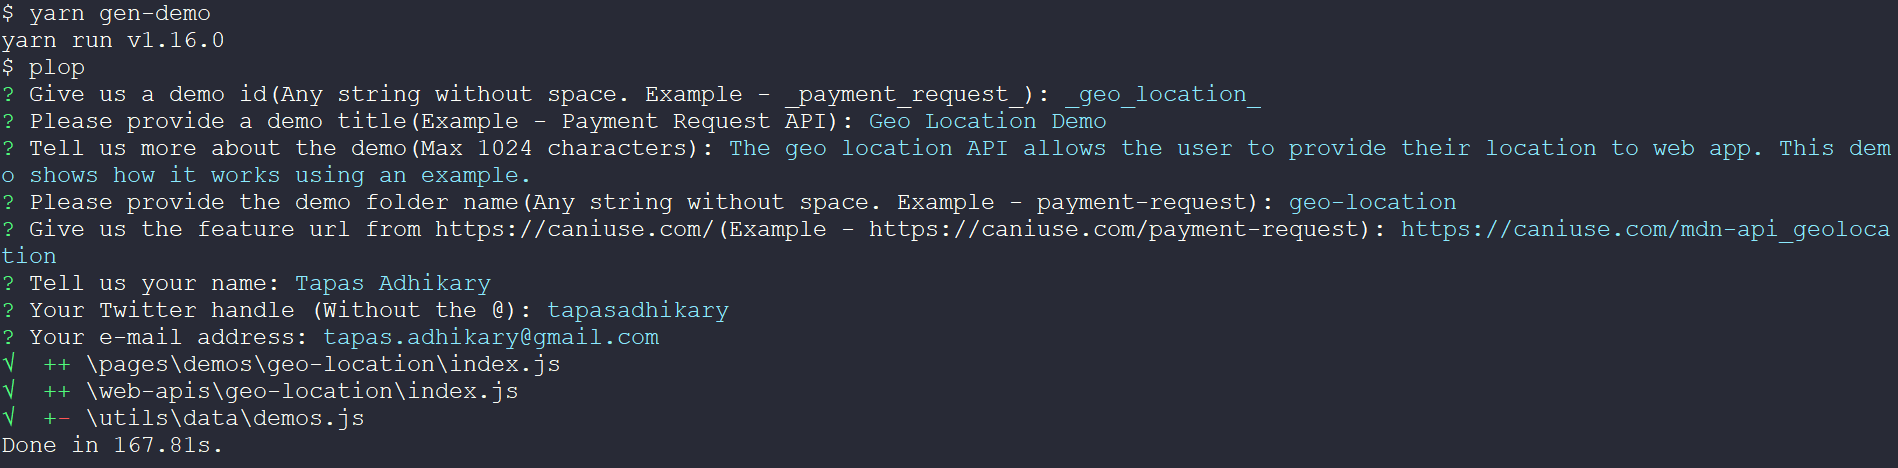 $ yarn gen-demo
yarn run v1.16.0
$ plop
? Give us a demo id(Any string without space. Example - _payment_request_): _geo_location_
? Please provide a demo title(Example - Payment Request API): Geo Location Demo
? Tell us more about the demo(Max 1024 characters): The geo location API allows the user to provide their location to web app. This dem
o shows how it works using an example.
? Please provide the demo folder name(Any string without space. Example - payment-request): geo-location
? Give us the feature url from https://caniuse.com/(Example - https://caniuse.com/payment-request): https://caniuse.com/mdn-api_geoloca
tion
? Tell us your name: Tapas Adhikary
? Your Twitter handle (Without the @): tapasadhikary
? Your e-mail address: tapas.adhikary@gmail.com
√  ++ \pages\demos\geo-location\index.js
√  ++ \web-apis\geo-location\index.js
√  +- \utils\data\demos.js
Done in 167.81s.